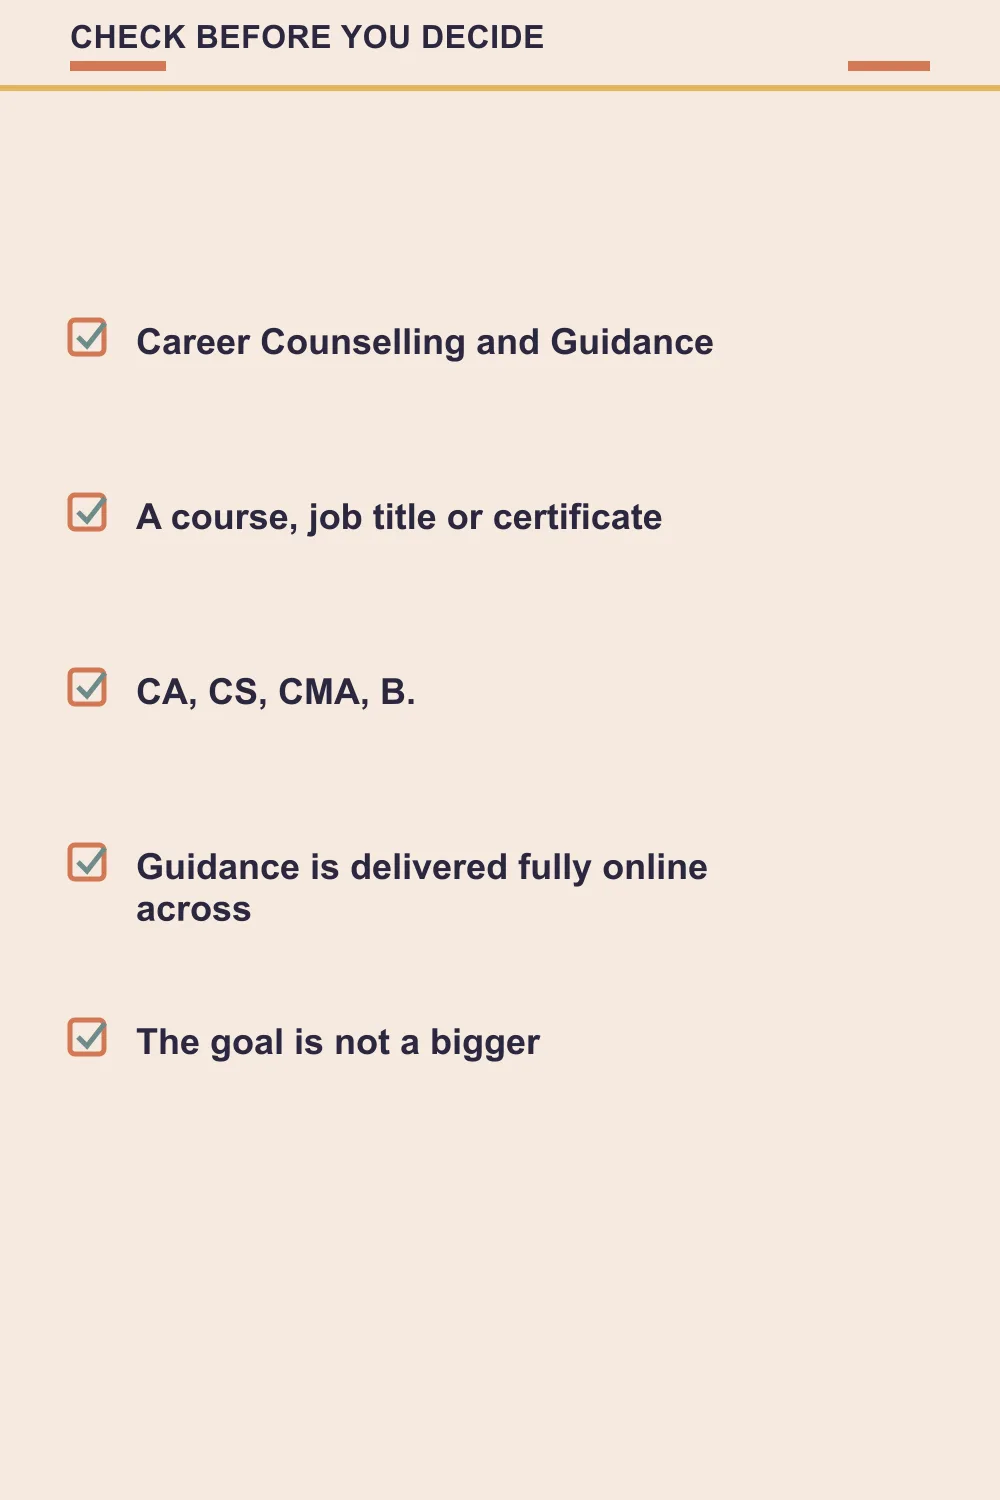 CHECK BEFORE YOU DECIDE
Career Counselling and Guidance
A course, job title or certificate
CA, CS, CMA, B.
Guidance is delivered fully online
across
The goal is not a bigger